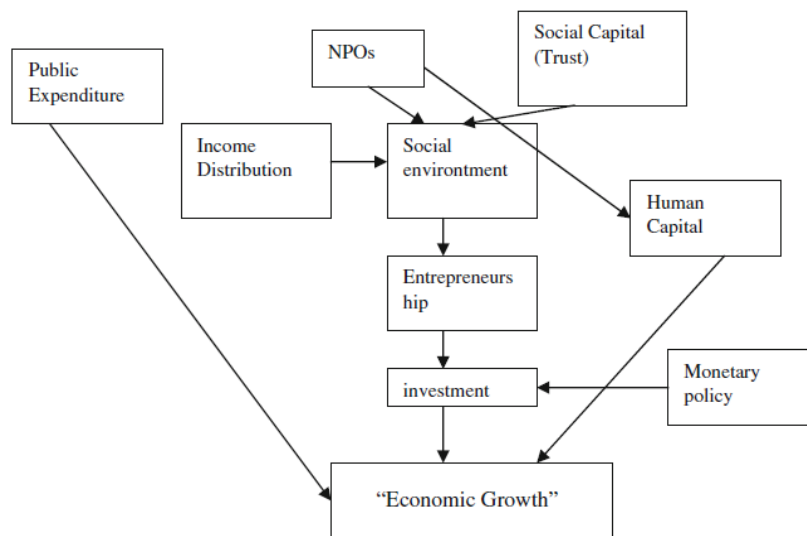 Social Capital
(Trust)
NPOs
Public
Expenditure
Income
Distribution
Social
environtment
Human
Capital
Entrepreneurs
hip
investment
Monetary
policy
“Economic Growth”